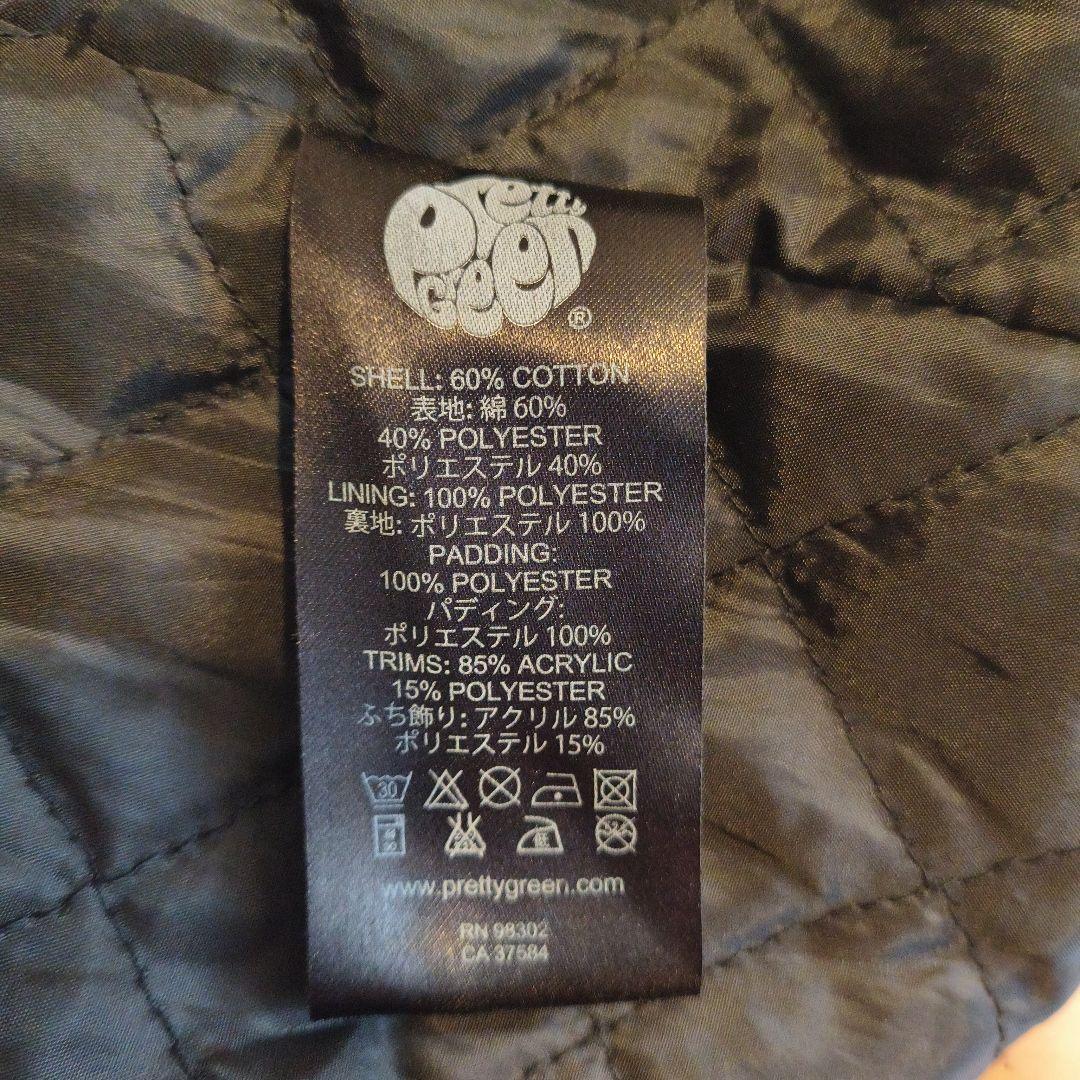 Pretty
Green
®
SHELL: 60% COTTON
表地: 綿 60%
40% POLYESTER
ポリエステル 40%
LINING: 100% POLYESTER
裏地: ポリエステル 100%
PADDING:
100% POLYESTER
パディング:
ポリエステル 100%
TRIMS: 85% ACRYLIC
15% POLYESTER
ふち飾り: アクリル 85%
ポリエステル 15%
30
低
www.prettygreen.com
RN 98302
CA 37584